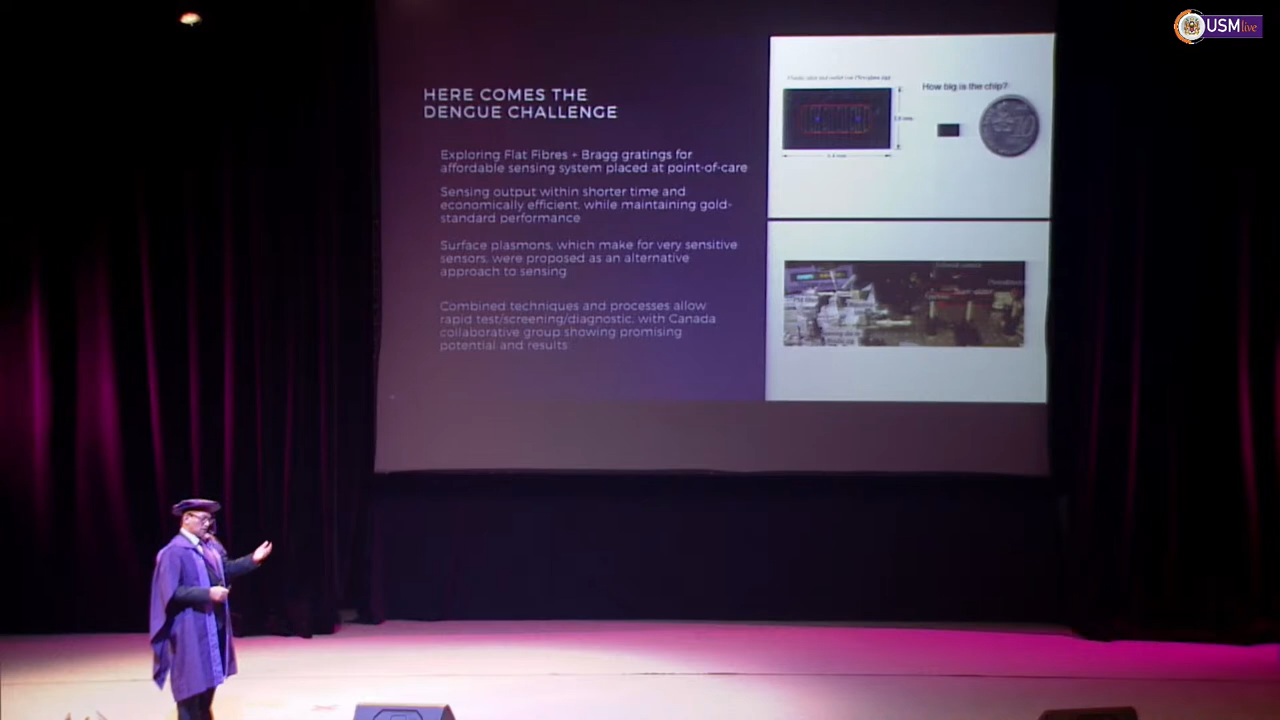 USMlive
HERE COMES THE
DENGUE CHALLENGE
Exploring Flat Fibres + Bragg gratings for
affordable sensing system placed at point-of-care
Sensing output within shorter time and
economically efficient, while maintaining gold-
standard performance
Surface plasmons, which make for very sensitive
sensors, were proposed as an alternative
approach to sensing
Combined techniques and processes allow
rapid test/screening/diagnostic, with Canada
collaborative group showing promising
potential and results
How big is the chip?